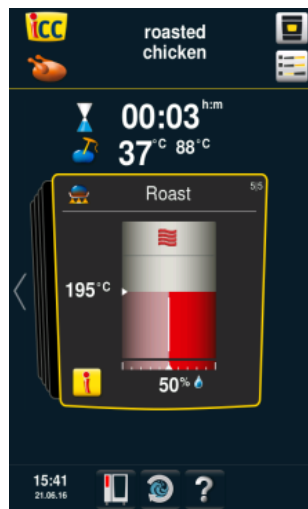 iCC
roasted
chicken
00:03 h:m
37°C 88°C
Roast
5|5
195°C
i
50%
15:41
21.06.16
?